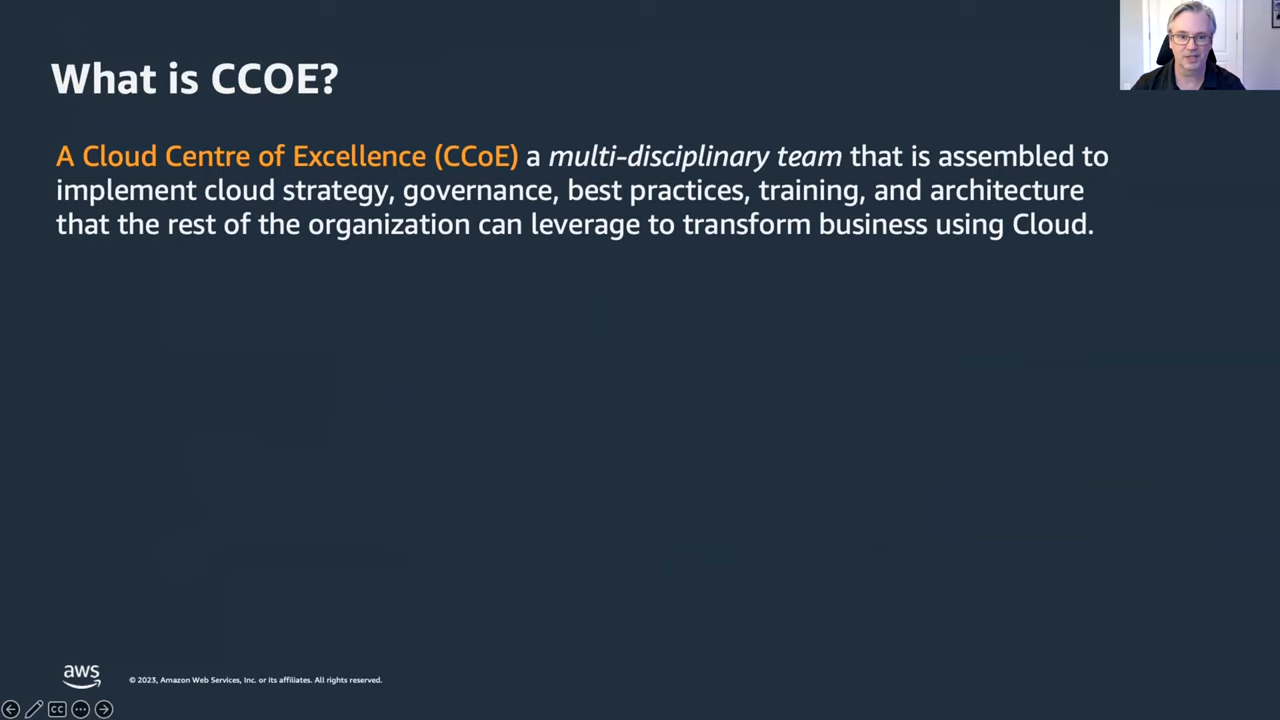 What is CCOE?
A Cloud Centre of Excellence (CCoE) a multi-disciplinary team that is assembled to
implement cloud strategy, governance, best practices, training, and architecture
that the rest of the organization can leverage to transform business using Cloud.
aws
© 2023, Amazon Web Services, Inc. or its affiliates. All rights reserved.
CC